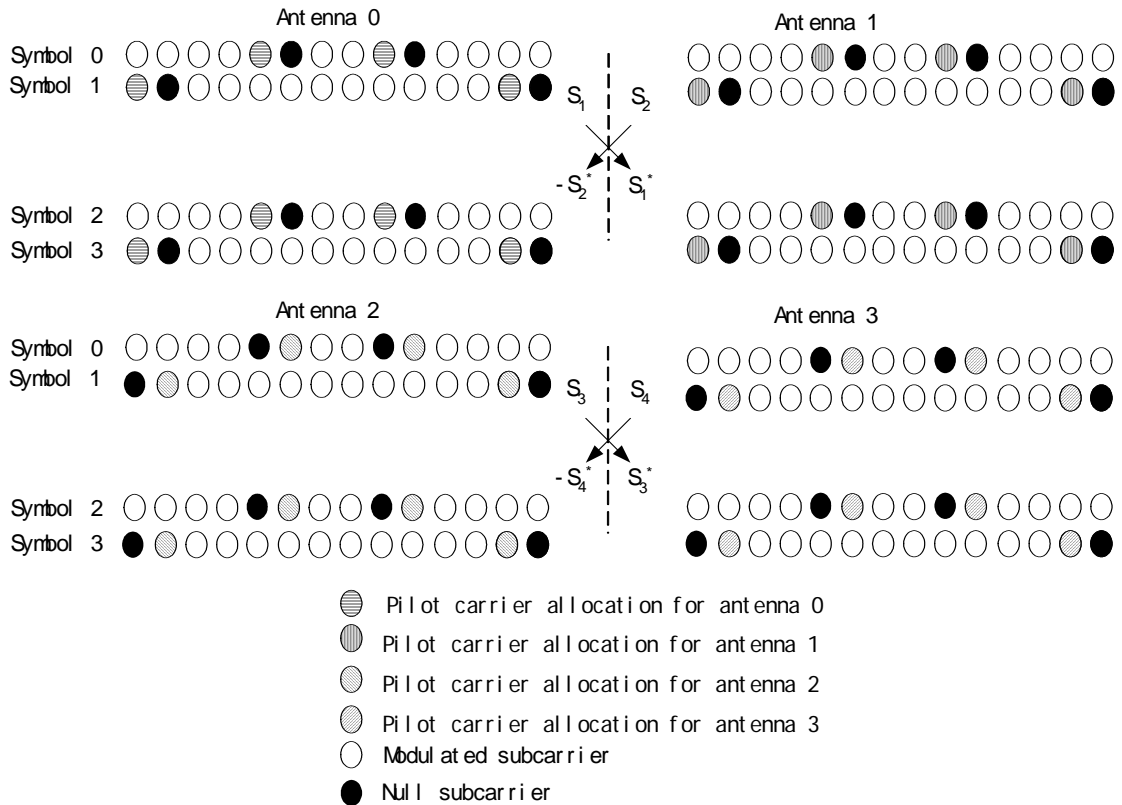 Antenna 0
Antenna 1
Symbol 0
Symbol 1
S1 S2
-S2* S1*
Symbol 2
Symbol 3
Antenna 2
Antenna 3
Symbol 0
Symbol 1
S3 S4
-S4* S3*
Symbol 2
Symbol 3
Pilot carrier allocation for antenna 0
Pilot carrier allocation for antenna 1
Pilot carrier allocation for antenna 2
Pilot carrier allocation for antenna 3
Modulated subcarrier
Null subcarrier